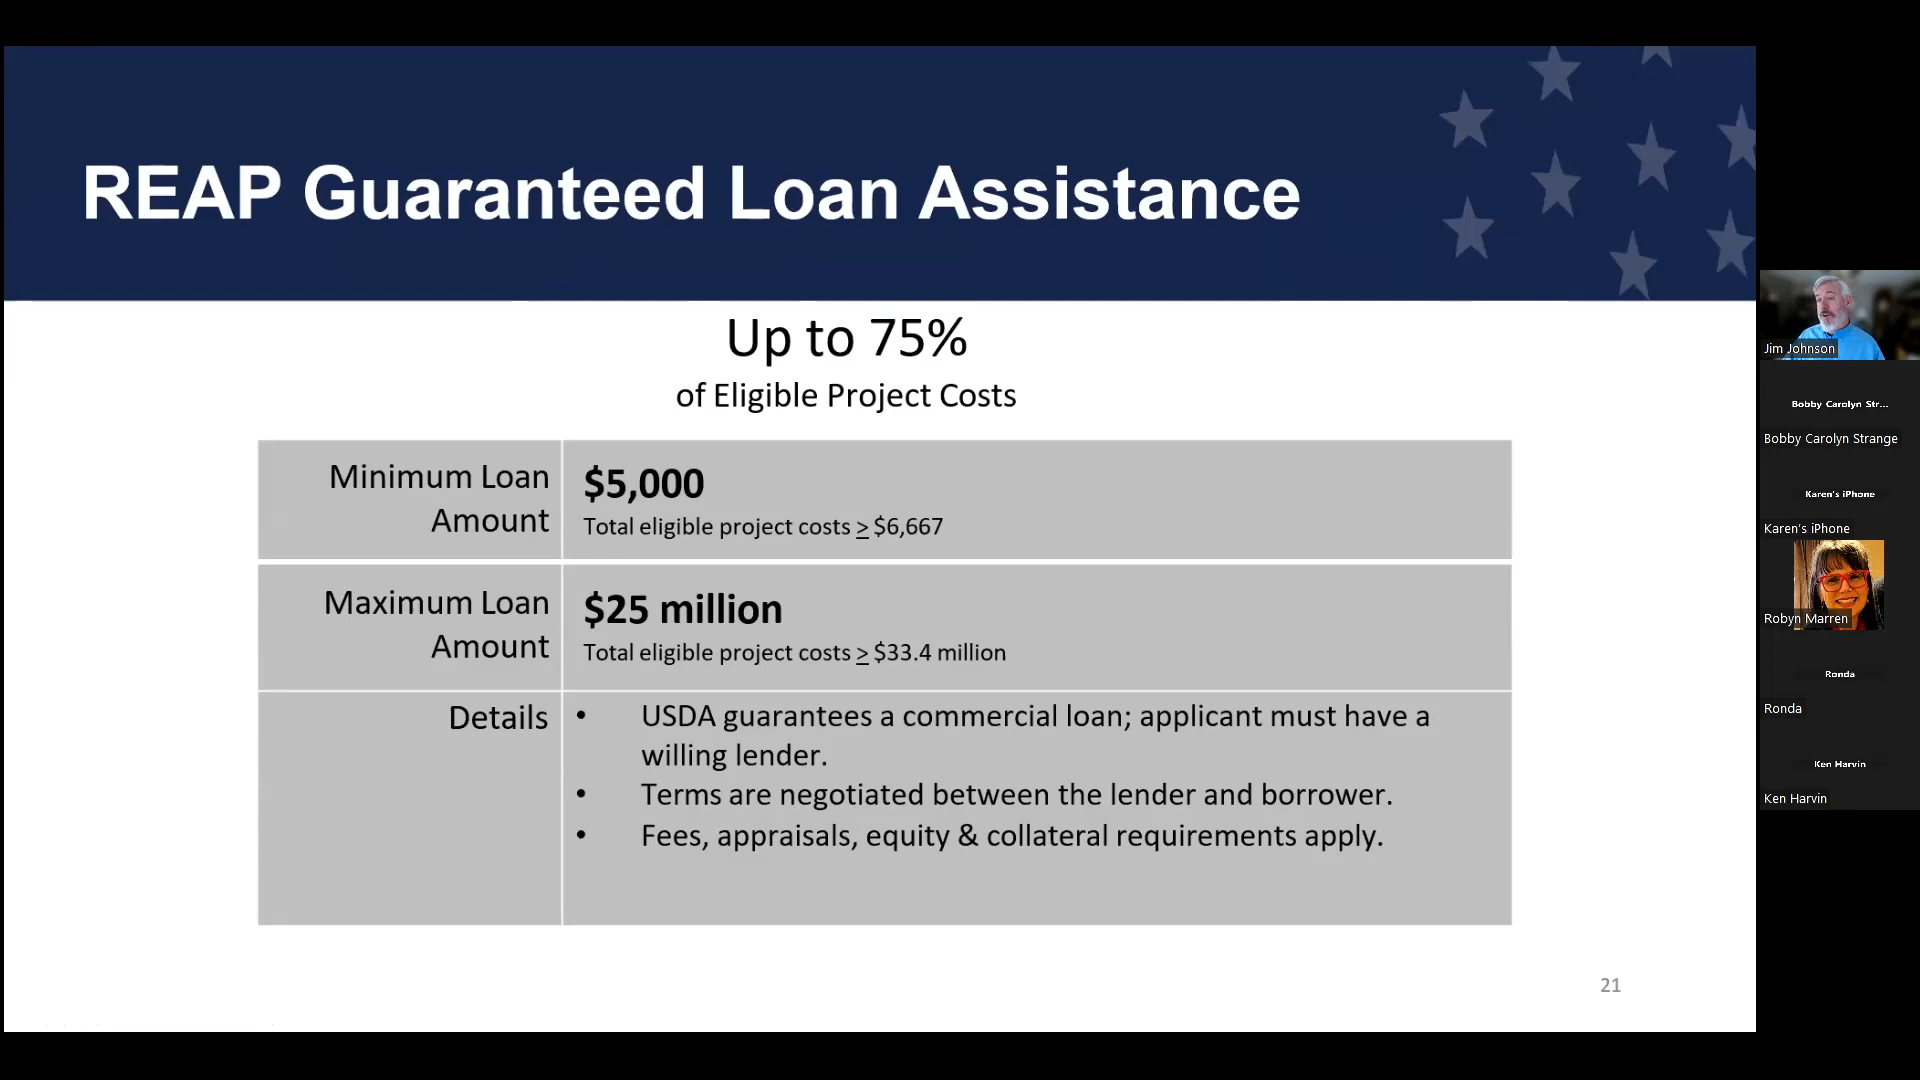 REAP Guaranteed Loan Assistance
Up to 75%
of Eligible Project Costs
Minimum Loan
Amount
$5,000
Total eligible project costs ≥ $6,667
Maximum Loan
Amount
$25 million
Total eligible project costs ≥ $33.4 million
Details
• USDA guarantees a commercial loan; applicant must have a
willing lender.
• Terms are negotiated between the lender and borrower.
• Fees, appraisals, equity & collateral requirements apply.
21
Jim Johnson
Bobby Carolyn Str...
Bobby Carolyn Strange
Karen's iPhone
Karen's iPhone
Robyn Marren
Ronda
Ronda
Ken Harvin
Ken Harvin